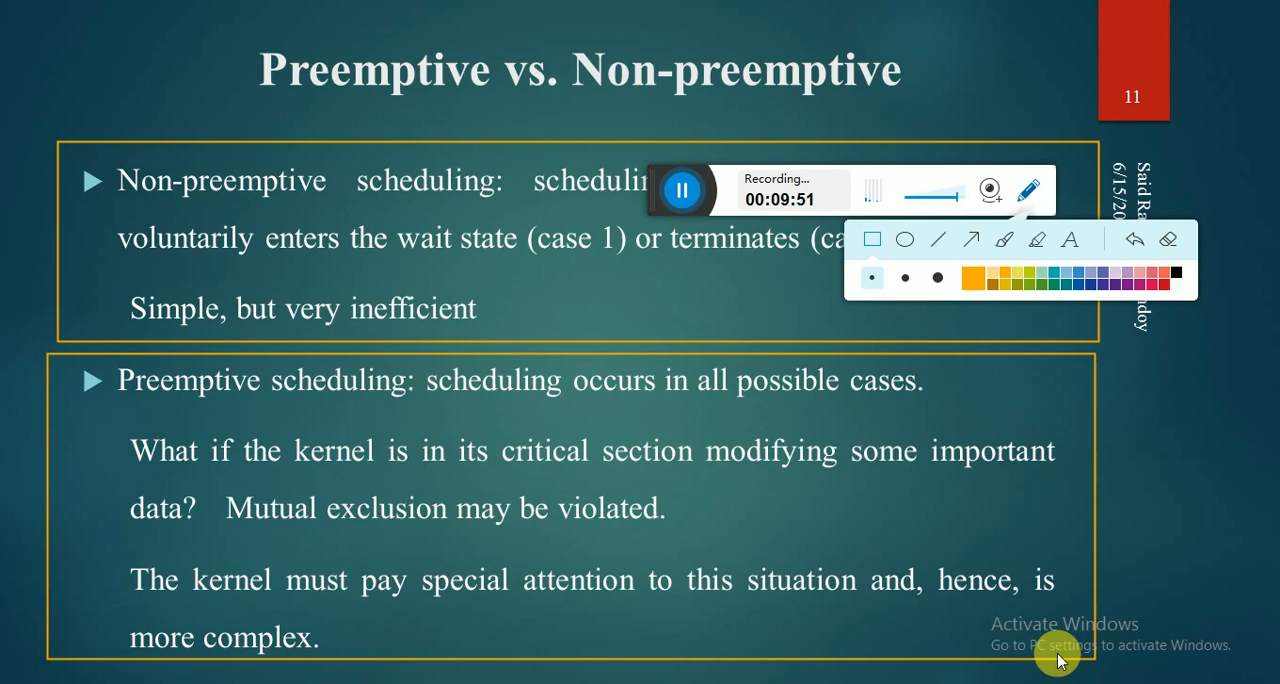 Preemptive vs. Non-preemptive
11
Non-preemptive scheduling:
voluntarily enters the wait state (case 1) or terminates
Simple, but very inefficient
Preemptive scheduling: scheduling occurs in all possible cases.
What if the kernel is in its critical section modifying some important
data? Mutual exclusion may be violated.
The kernel must pay special attention to this situation and, hence, is
more complex.
Recording...
00:09:51
A
Said
Activate Windows
Go to PC settings to activate Windows.